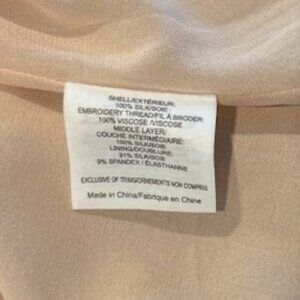 SHELL/EXTÉRIEUR:
100% SILK/SOIE
EMBROIDERY THREAD/FIL À BRODER:
100% VISCOSE /VISCOSE
MIDDLE LAYER/
COUCHE INTERMÉDIAIRE:
100% SILK/SOIE
LINING/DOUBLURE:
91% SILK/SOIE
9% SPANDEX / ÉLASTHANNE
EXCLUSIVE OF TRIMS/ORNEMENTS NON COMPRIS
Made in China/Fabrique en Chine